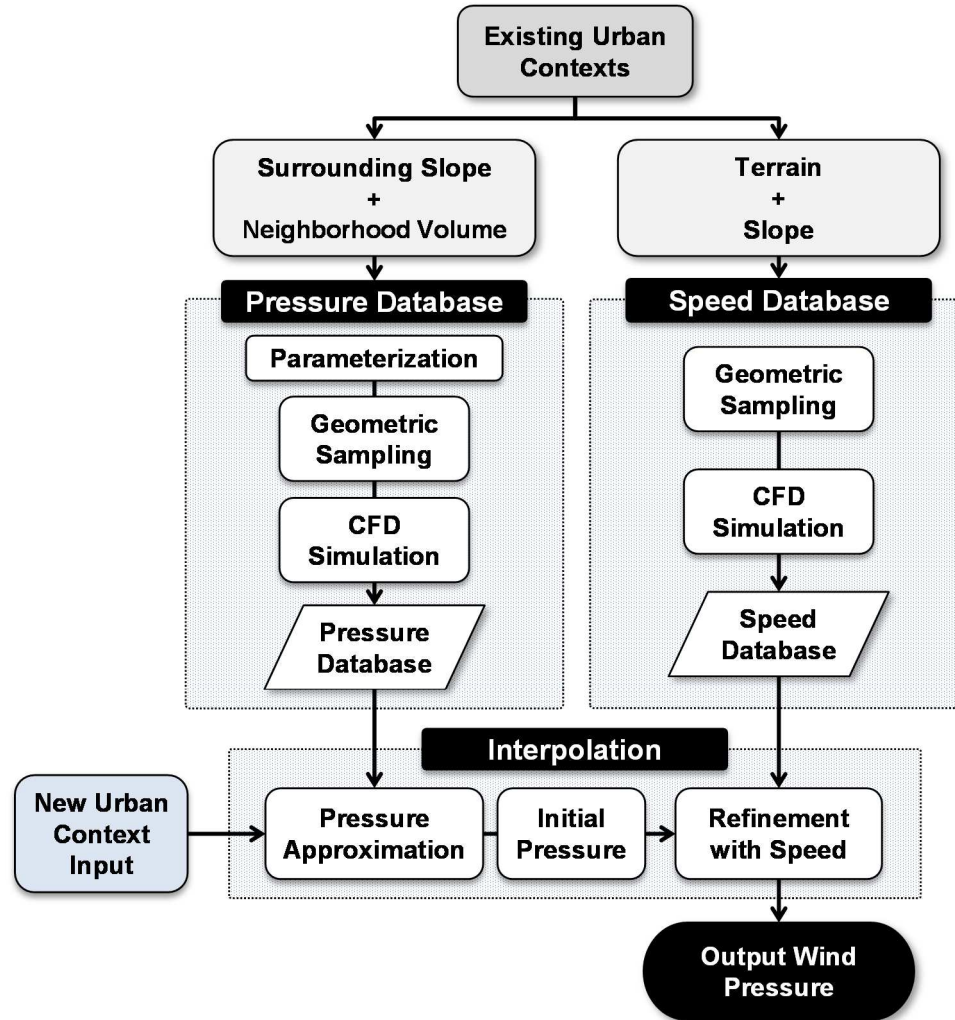 Existing Urban
Contexts
Surrounding Slope
+
Neighborhood Volume
Terrain
+
Slope
Pressure Database
Parameterization
Geometric
Sampling
CFD
Simulation
Pressure
Database
Speed Database
Geometric
Sampling
CFD
Simulation
Speed
Database
Interpolation
New Urban
Context
Input
Pressure
Approximation
Initial
Pressure
Refinement
with Speed
Output Wind
Pressure